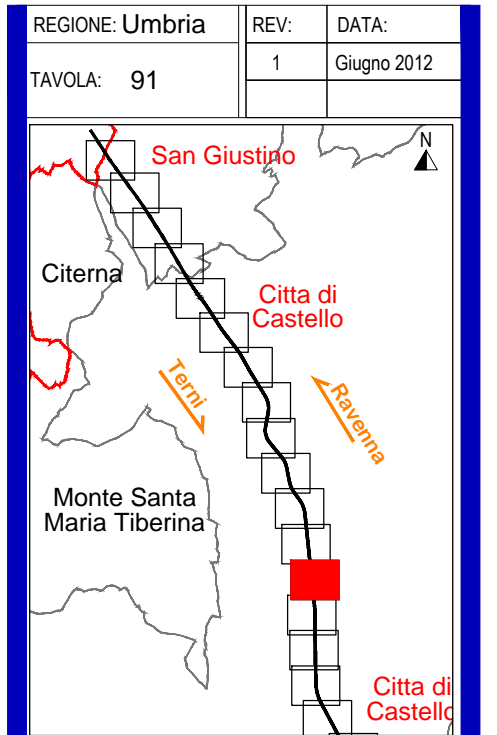 REGIONE: Umbria
REV:
DATA:
TAVOLA: 91
1
Giugno 2012
N
San Giustino
Citerna
Citta di
Castello
Terni
Ravenna
Monte Santa
Maria Tiberina
Citta di
Castello